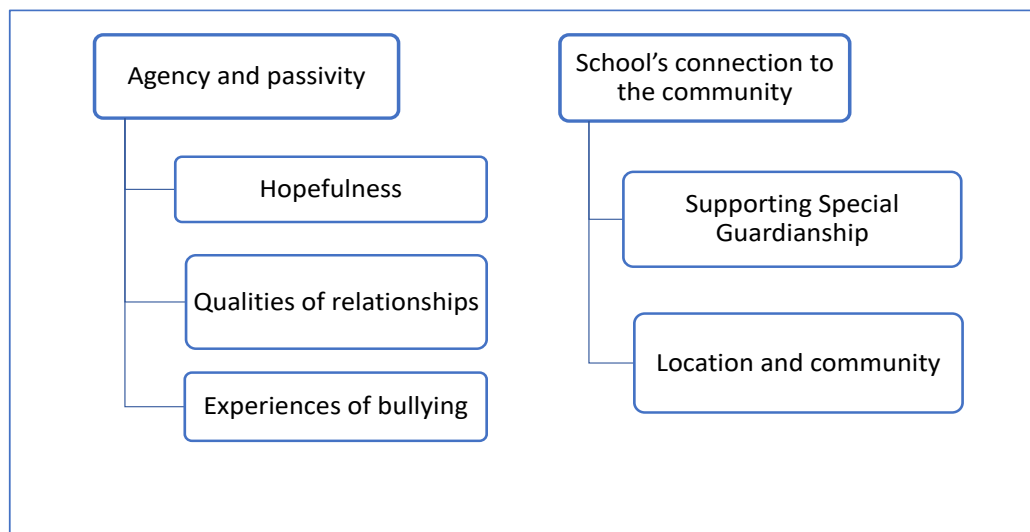 Agency and passivity
Hopefulness
Qualities of relationships
Experiences of bullying
School’s connection to
the community
Supporting Special
Guardianship
Location and community